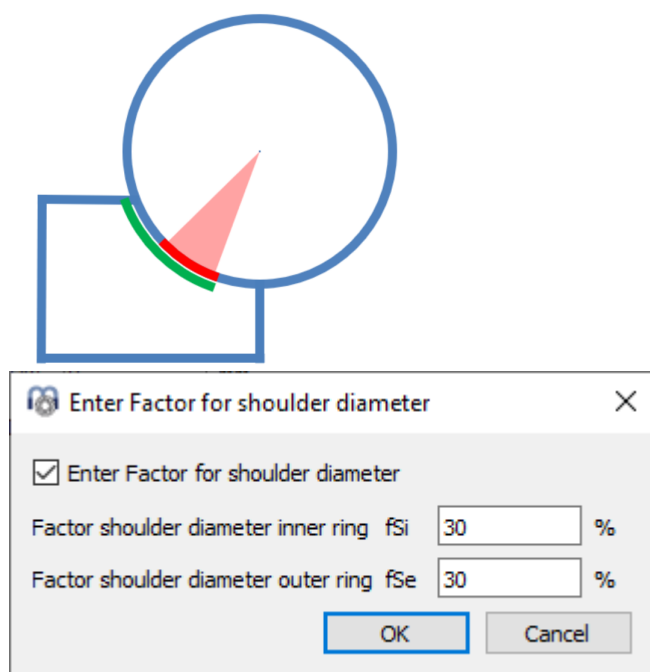 Enter Factor for shoulder diameter
Enter Factor for shoulder diameter
Factor shoulder diameter inner ring fSi 30 %
Factor shoulder diameter outer ring fSe 30 %
OK Cancel